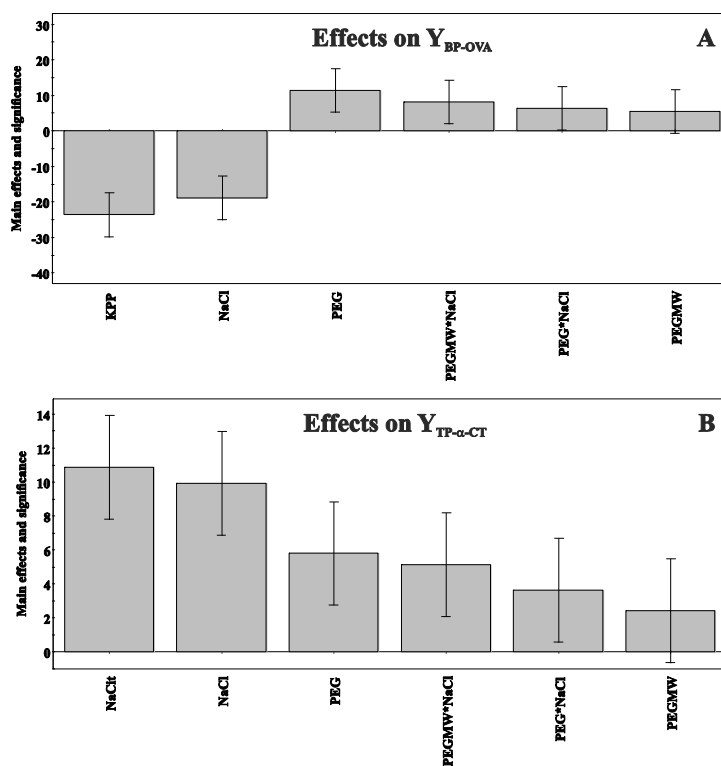 Effects on Y BP-OVA
A
Main effects and significance
30
20
10
0
-10
-20
-30
-40
KPP
NaCl
PEG
PEGMW*NaCl
PEG*NaCl
PEGMW
Effects on Y TP-α-CT
B
Main effects and significance
14
12
10
8
6
4
2
0
NaCit
NaCl
PEG
PEGMW*NaCl
PEG*NaCl
PEGMW